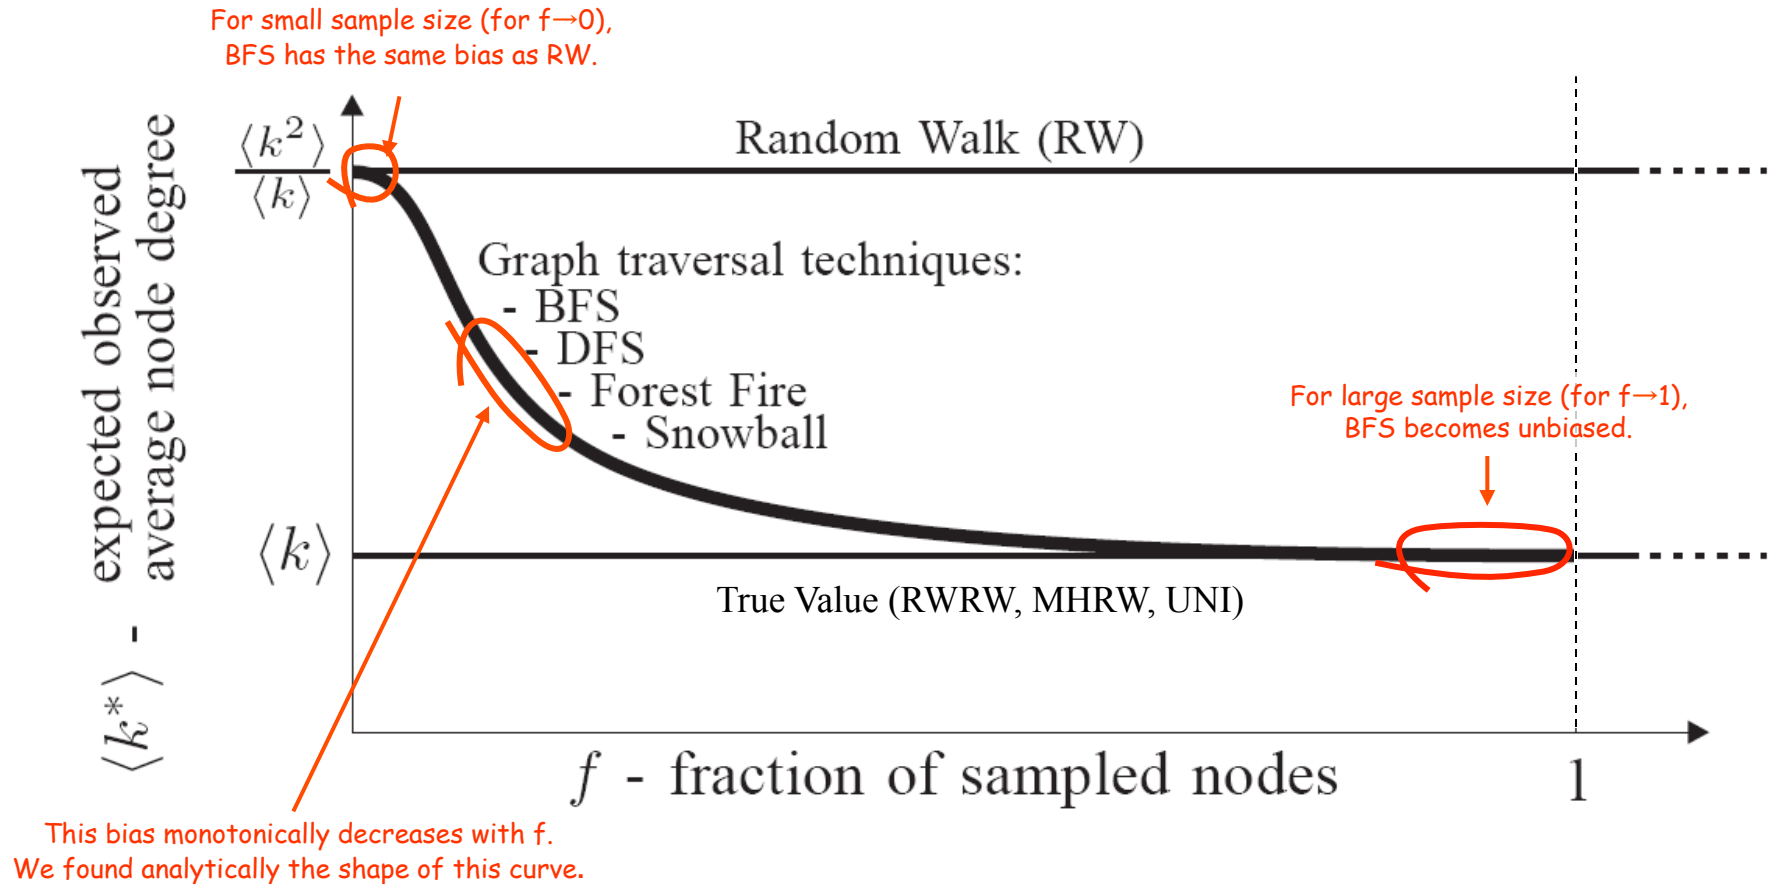 For small sample size (for f→0),
BFS has the same bias as RW.
⟨k²⟩
⟨k⟩
Random Walk (RW)
Graph traversal techniques:
- BFS
- DFS
- Forest Fire
- Snowball
For large sample size (for f→1),
BFS becomes unbiased.
⟨k⟩
True Value (RWRW, MHRW, UNI)
⟨k*⟩ - expected observed
average node degree
f - fraction of sampled nodes
1
This bias monotonically decreases with f.
We found analytically the shape of this curve.